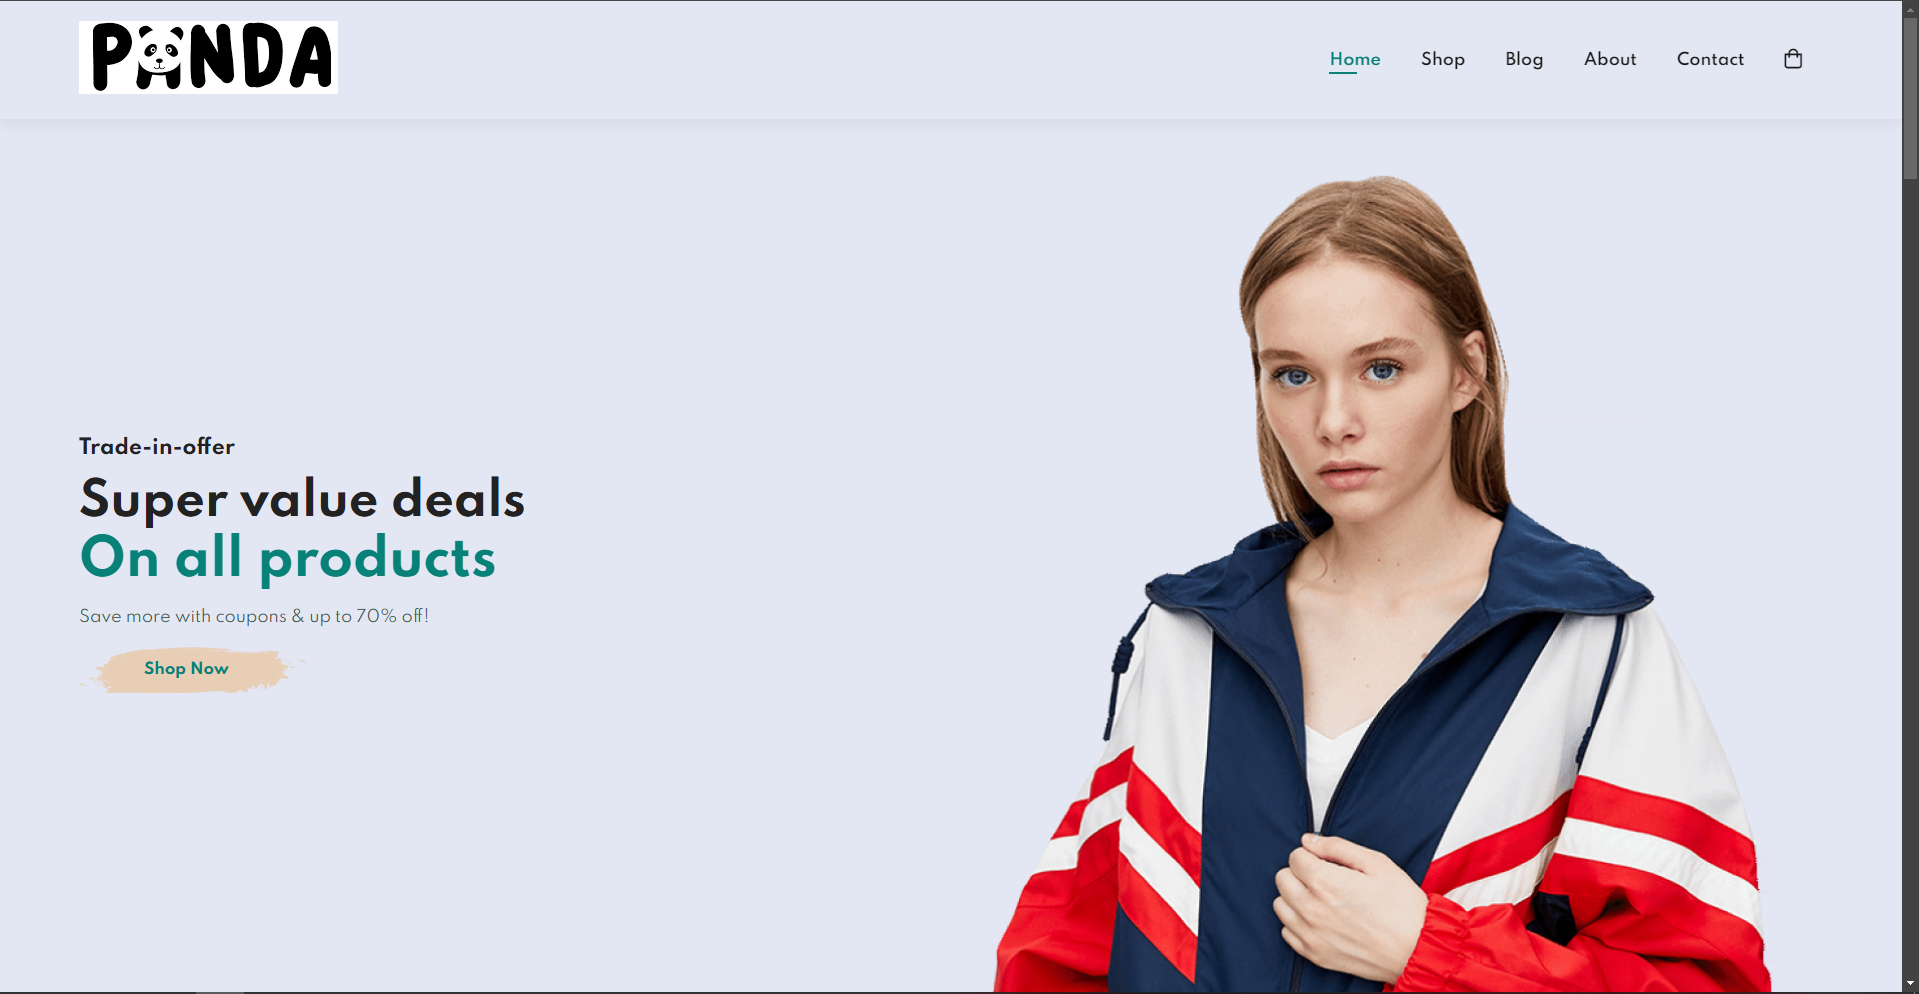 PANDA
Home Shop Blog About Contact
Trade-in-offer
Super value deals
On all products
Save more with coupons & up to 70% off!
Shop Now